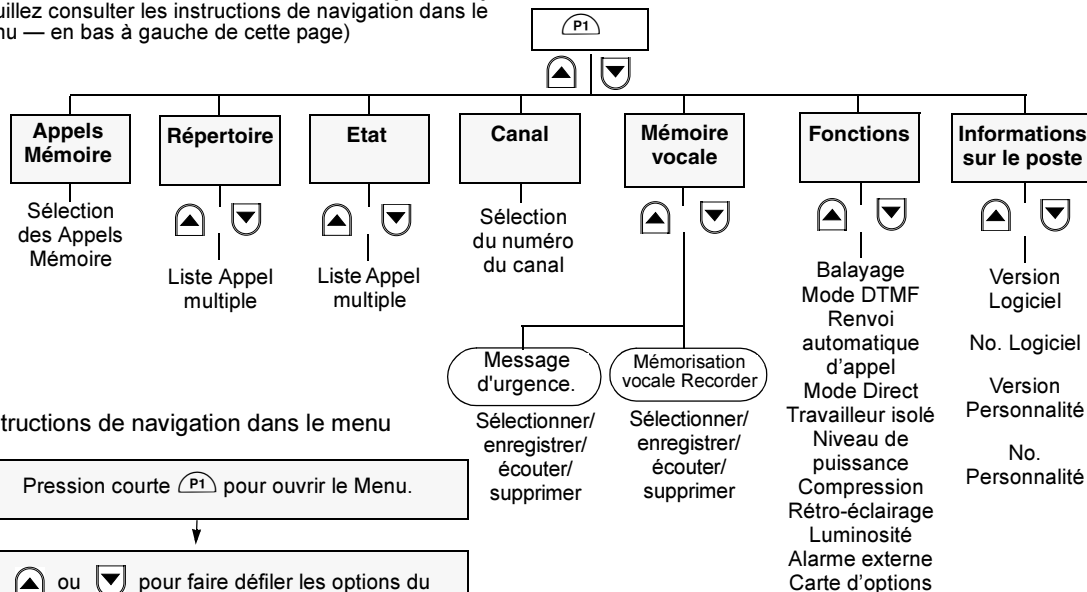 uillez consulter les instructions de navigation dans le
nu — en bas à gauche de cette page)
P1
Appels
Mémoire
Sélection
des Appels
Mémoire
Répertoire
Liste Appel
multiple
Etat
Liste Appel
multiple
Canal
Sélection
du numéro
du canal
Mémoire
vocale
Message
d'urgence.
Sélectionner/
enregistrer/
écouter/
supprimer
Mémorisation
vocale Recorder
Sélectionner/
enregistrer/
écouter/
supprimer
Fonctions
Balayage
Mode DTMF
Renvoi
automatique
d'appel
Mode Direct
Travailleur isolé
Niveau de
puissance
Compression
Rétro-éclairage
Luminosité
Alarme externe
Carte d'options
Informations
sur le poste
Version
Logiciel
No. Logiciel
Version
Personnalité
No.
Personnalité
tructions de navigation dans le menu
Pression courte P1 pour ouvrir le Menu.
ou pour faire défiler les options du